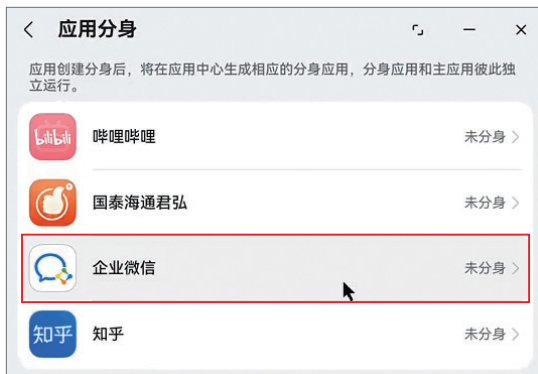 应用分身
应用创建分身后，将在应用中心生成相应的分身应用，分身应用和主应用彼此独
立运行。
bilibili
哔哩哔哩
未分身
国泰海通君弘
未分身
企业微信
未分身
知乎
知乎
未分身